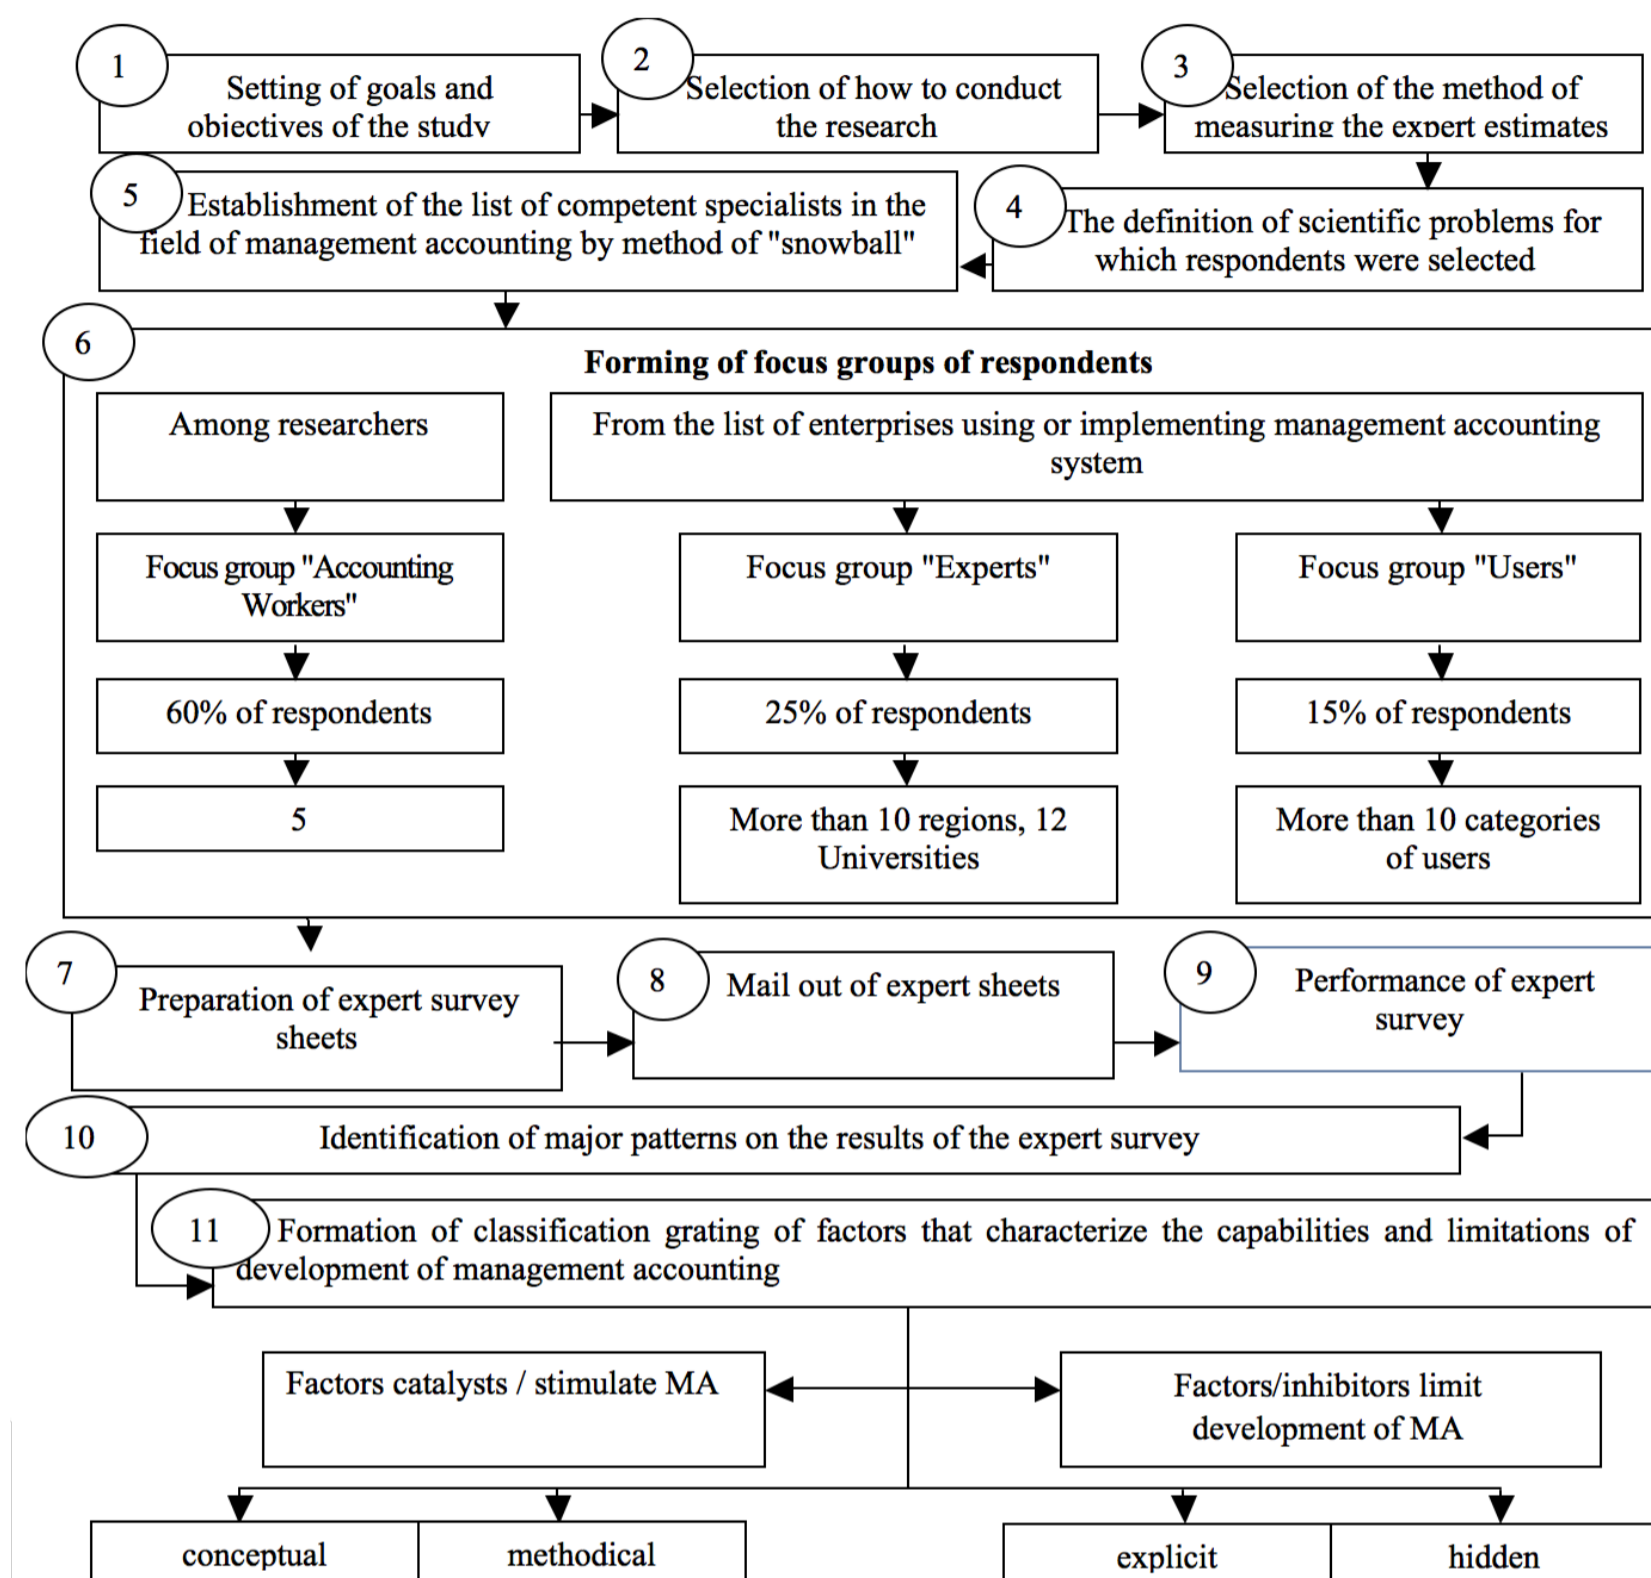 1
Setting of goals and
objectives of the study
2
Selection of how to conduct
the research
3
Selection of the method of
measuring the expert estimates
5
Establishment of the list of competent specialists in the
field of management accounting by method of "snowball"
4
The definition of scientific problems for
which respondents were selected
6
Forming of focus groups of respondents
Among researchers
From the list of enterprises using or implementing management accounting
system
Focus group "Accounting
Workers"
Focus group "Experts"
Focus group "Users"
60% of respondents
25% of respondents
15% of respondents
5
More than 10 regions, 12
Universities
More than 10 categories
of users
7
Preparation of expert survey
sheets
8
Mail out of expert sheets
9
Performance of expert
survey
10
Identification of major patterns on the results of the expert survey
11
Formation of classification grating of factors that characterize the capabilities and limitations of
development of management accounting
Factors catalysts / stimulate MA
Factors/inhibitors limit
development of MA
conceptual
methodical
explicit
hidden